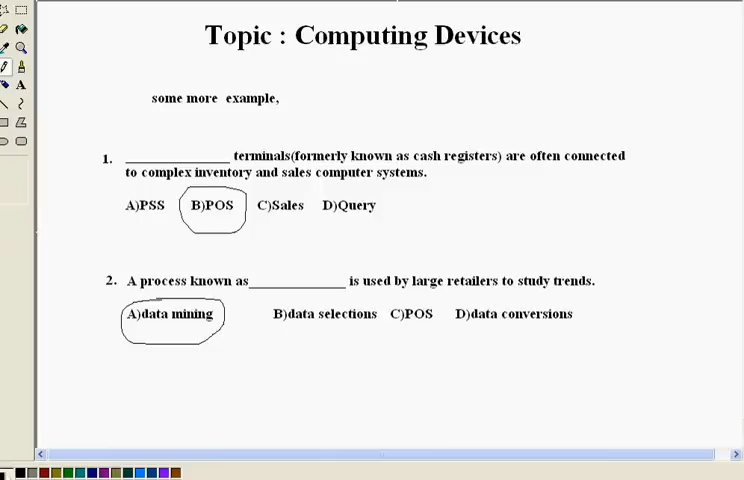 Topic : Computing Devices
some more example,
1. ________________ terminals(formerly known as cash registers) are often connected
to complex inventory and sales computer systems.
A)PSS B)POS C)Sales D)Query
2. A process known as_______________ is used by large retailers to study trends.
A)data mining B)data selections C)POS D)data conversions